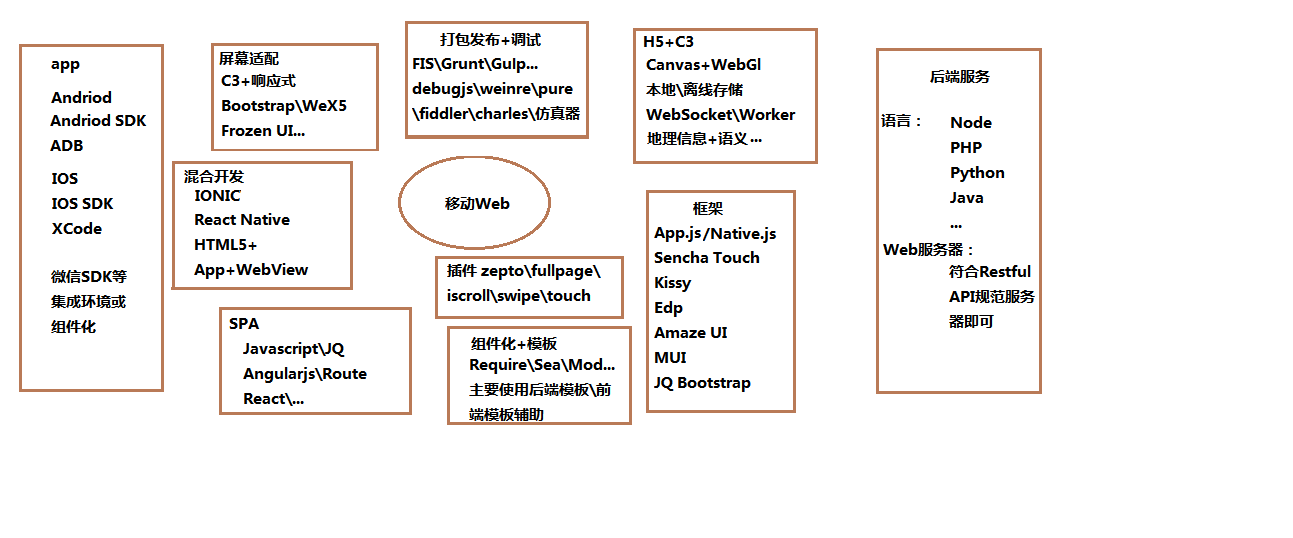 app
Andriod
Andriod SDK
ADB
IOS
IOS SDK
XCode
微信SDK等
集成环境或
组件化
屏幕适配
C3+响应式
Bootstrap\WeX5
Frozen UI...
混合开发
IONIC
React Native
HTML5+
App+WebView
SPA
Javascript\JQ
Angularjs\Route
React\...
打包发布+调试
FIS\Grunt\Gulp...
debugjs\weinre\pure
\fiddler\charles\仿真器
移动Web
插件 zepto\fullpage\
iscroll\swipe\touch
组件化+模板
Require\Sea\Mod...
主要使用后端模板\前
端模板辅助
H5+C3
Canvas+WebGl
本地\离线存储
WebSocket\Worker
地理信息+语义...
框架
App.js/Native.js
Sencha Touch
Kissy
Edp
Amaze UI
MUI
JQ Bootstrap
后端服务
语言：
Node
PHP
Python
Java
...
Web服务器：
符合Restful
API规范服务
器即可